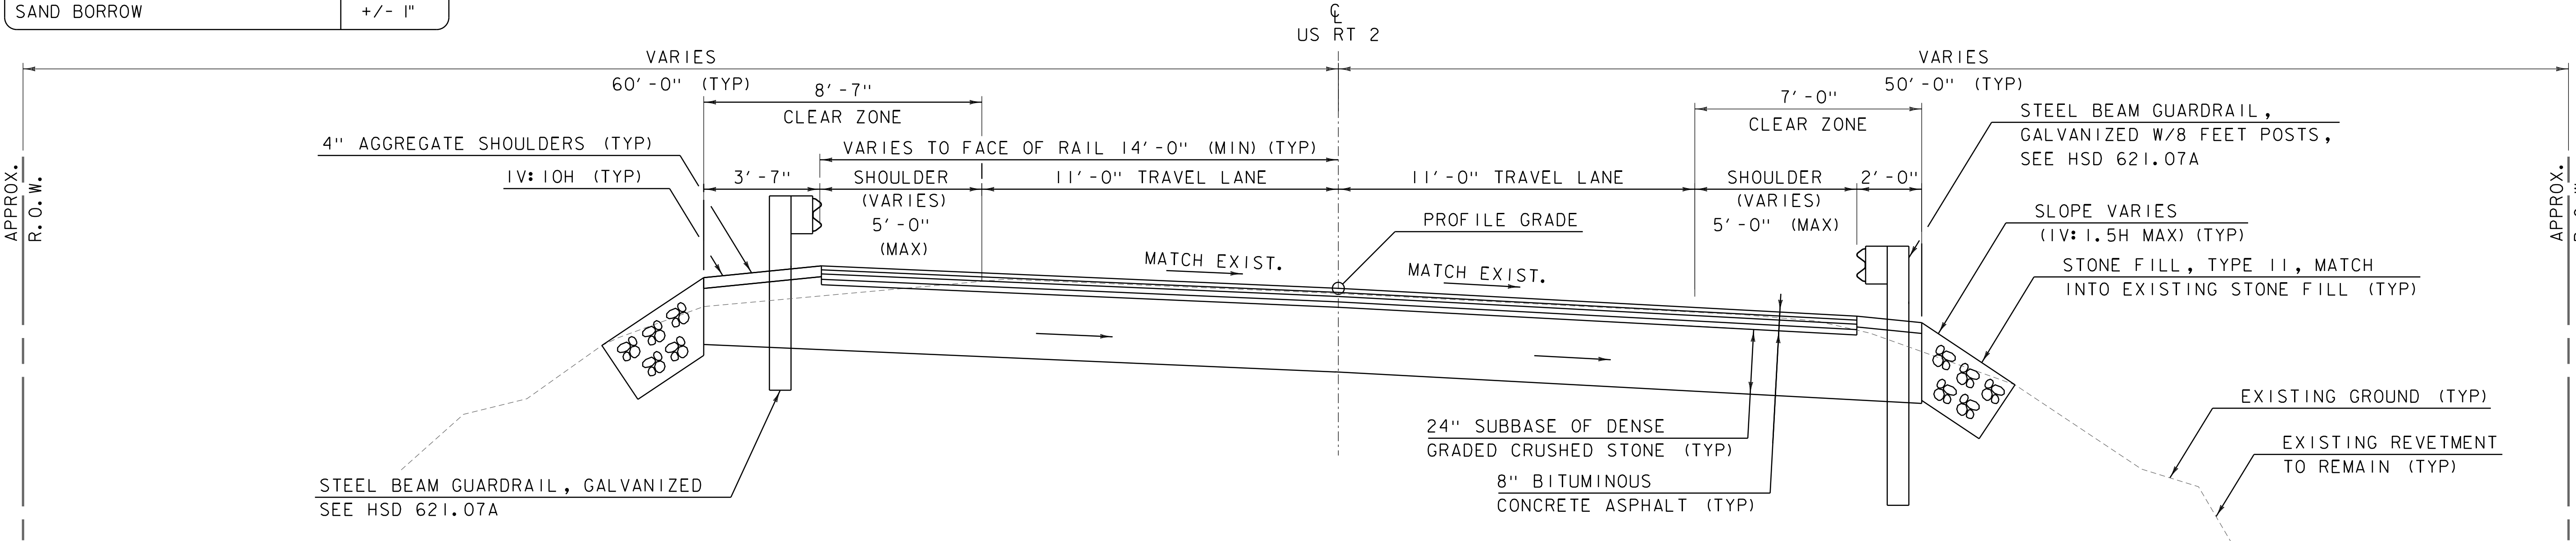 SAND BORROW +/- 1"
℄
US RT 2
VARIES
60'-0" (TYP)
VARIES
50'-0" (TYP)
8'-7"
CLEAR ZONE
7'-0"
CLEAR ZONE
STEEL BEAM GUARDRAIL,
GALVANIZED W/8 FEET POSTS,
SEE HSD 621.07A
4" AGGREGATE SHOULDERS (TYP)
VARIES TO FACE OF RAIL 14'-0" (MIN) (TYP)
1V:10H (TYP)
3'-7"
SHOULDER
(VARIES)
5'-0"
(MAX)
11'-0" TRAVEL LANE
11'-0" TRAVEL LANE
SHOULDER
(VARIES)
5'-0" (MAX)
2'-0"
APPROX.
R.O.W.
APPROX.
PROFILE GRADE
SLOPE VARIES
(1V:1.5H MAX) (TYP)
MATCH EXIST.
MATCH EXIST.
STONE FILL, TYPE II, MATCH
INTO EXISTING STONE FILL (TYP)
24" SUBBASE OF DENSE
GRADED CRUSHED STONE (TYP)
8" BITUMINOUS
CONCRETE ASPHALT (TYP)
EXISTING GROUND (TYP)
EXISTING REVETMENT
TO REMAIN (TYP)
STEEL BEAM GUARDRAIL, GALVANIZED
SEE HSD 621.07A